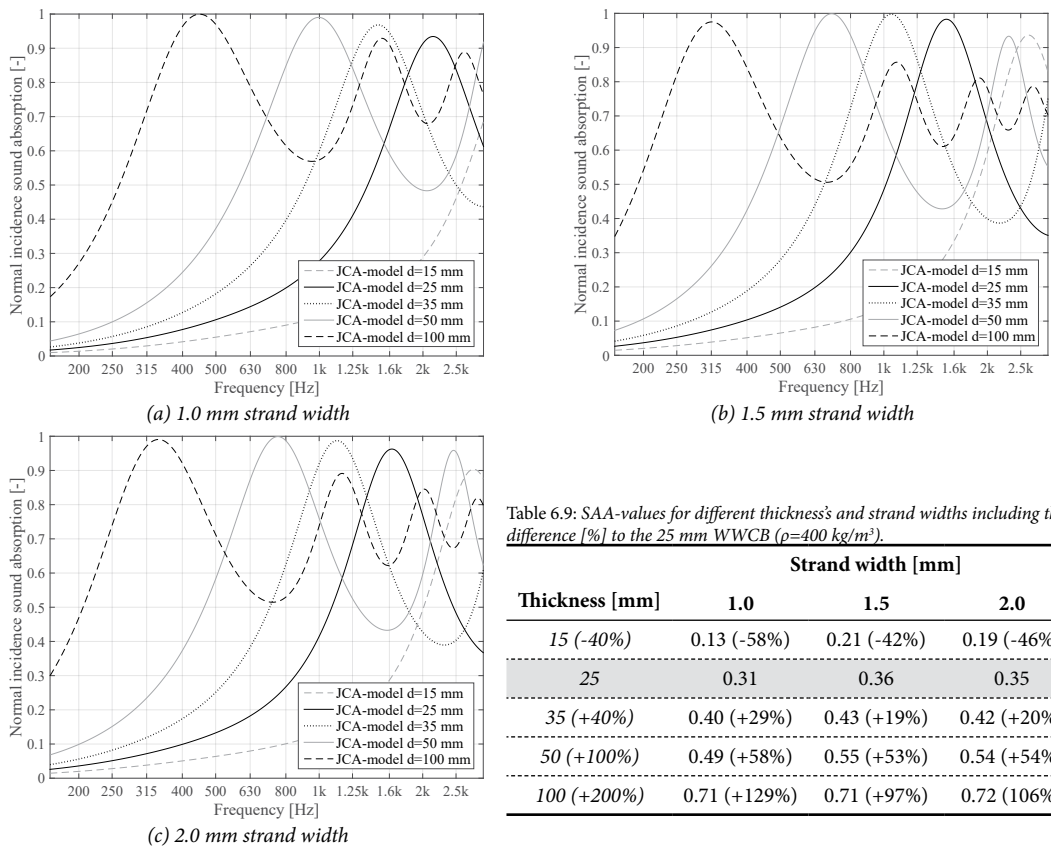 Normal incidence sound absorption [-]
1
0.9
0.8
0.7
0.6
0.5
0.4
0.3
0.2
0.1
0
JCA-model d=15 mm
JCA-model d=25 mm
JCA-model d=35 mm
JCA-model d=50 mm
JCA-model d=100 mm
200 250 315 400 500 630 800 1k 1.25k 1.6k 2k 2.5k
Frequency [Hz]
(a) 1.0 mm strand width
Normal incidence sound absorption [-]
1
0.9
0.8
0.7
0.6
0.5
0.4
0.3
0.2
0.1
0
JCA-model d=15 mm
JCA-model d=25 mm
JCA-model d=35 mm
JCA-model d=50 mm
JCA-model d=100 mm
200 250 315 400 500 630 800 1k 1.25k 1.6k 2k 2.5k
Frequency [Hz]
(b) 1.5 mm strand width
Normal incidence sound absorption [-]
1
0.9
0.8
0.7
0.6
0.5
0.4
0.3
0.2
0.1
0
JCA-model d=15 mm
JCA-model d=25 mm
JCA-model d=35 mm
JCA-model d=50 mm
JCA-model d=100 mm
200 250 315 400 500 630 800 1k 1.25k 1.6k 2k 2.5k
Frequency [Hz]
(c) 2.0 mm strand width
Table 6.9: SAA-values for different thickness's and strand widths including th
difference [%] to the 25 mm WWCB (ρ=400 kg/m³).
Strand width [mm]
Thickness [mm] 1.0 1.5 2.0
15 (-40%) 0.13 (-58%) 0.21 (-42%) 0.19 (-46%
25 0.31 0.36 0.35
35 (+40%) 0.40 (+29%) 0.43 (+19%) 0.42 (+20%
50 (+100%) 0.49 (+58%) 0.55 (+53%) 0.54 (+54%
100 (+200%) 0.71 (+129%) 0.71 (+97%) 0.72 (106%